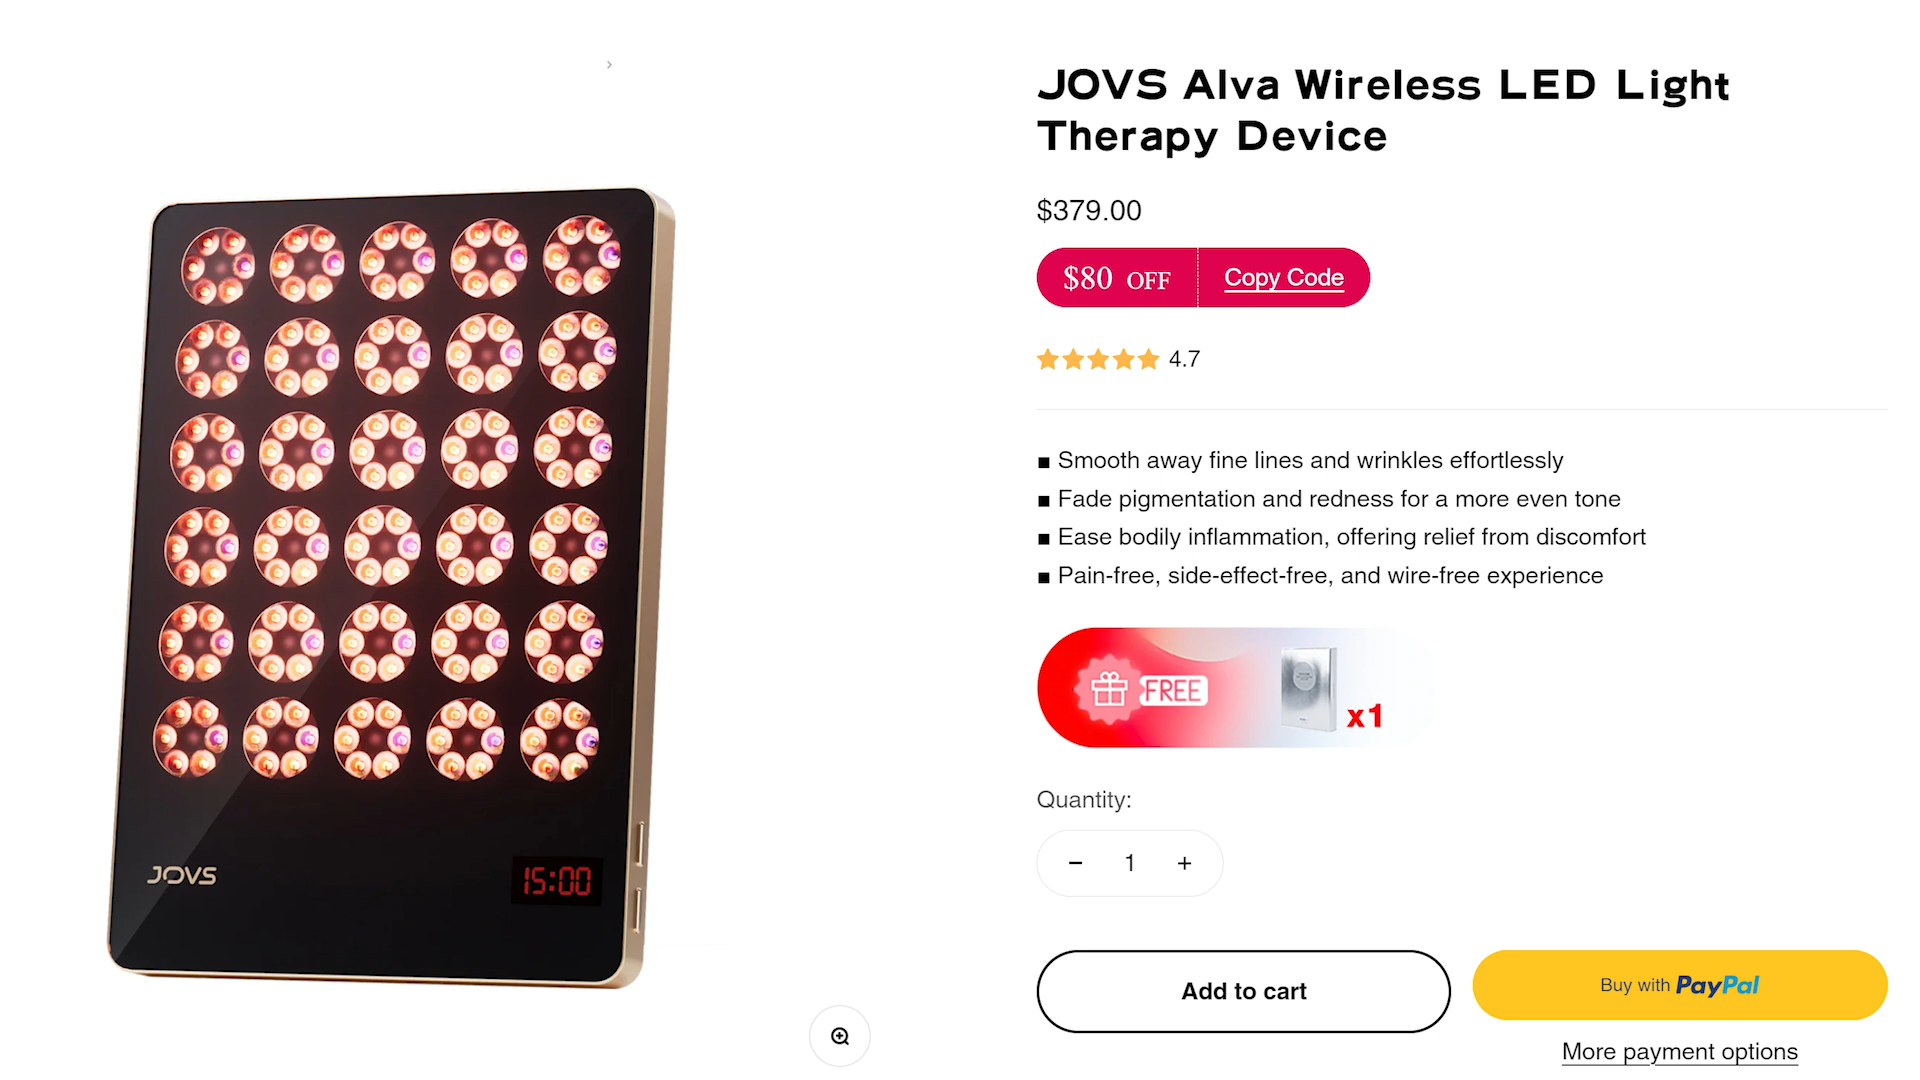 JOVS Alva Wireless LED Light
Therapy Device
$379.00
$80 OFF
Copy Code
4.7
Smooth away fine lines and wrinkles effortlessly
Fade pigmentation and redness for a more even tone
Ease bodily inflammation, offering relief from discomfort
Pain-free, side-effect-free, and wire-free experience
FREE
x1
Quantity:
− 1 +
Add to cart
Buy with PayPal
More payment options
JOVS
15:00